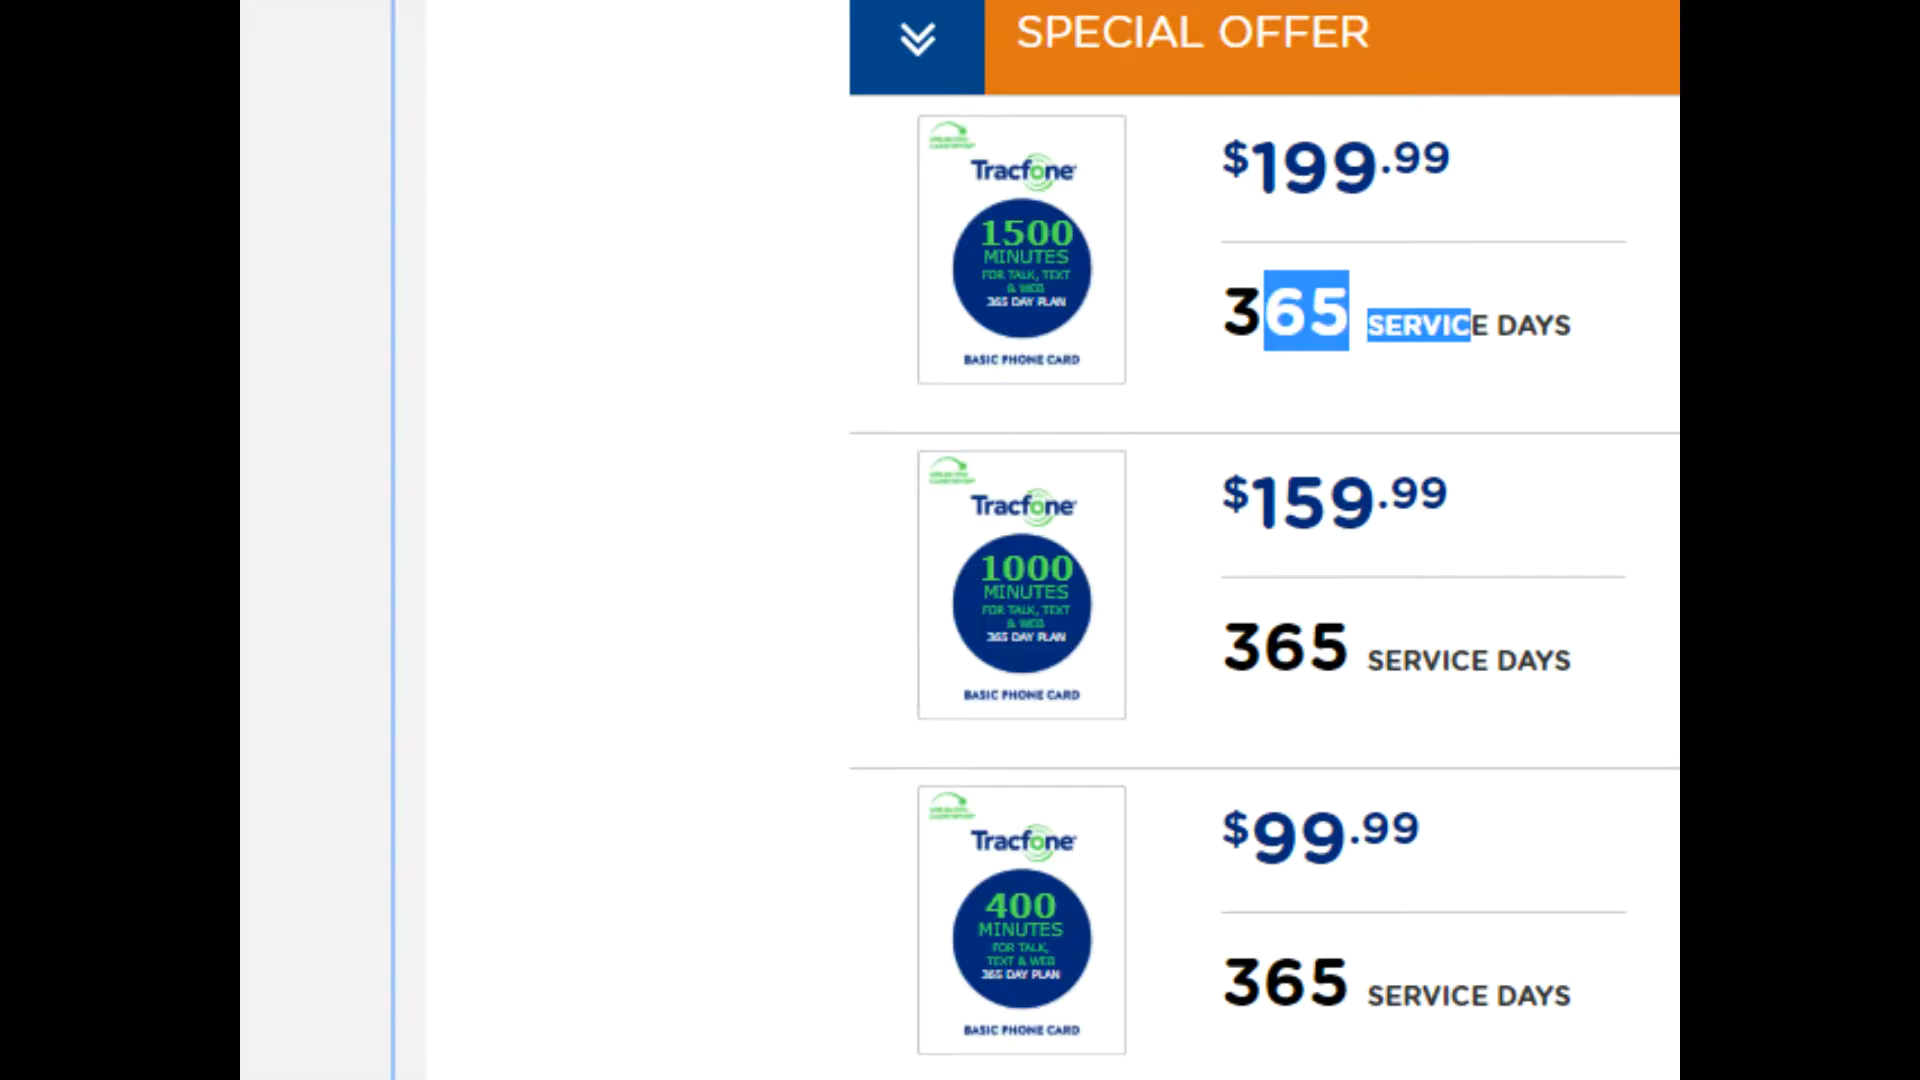 SPECIAL OFFER
Tracfone
1500
MINUTES
FOR TALK, TEXT
& WEB
365 DAY PLAN
BASIC PHONE CARD
$199.99
365 SERVICE DAYS
Tracfone
1000
MINUTES
FOR TALK, TEXT
& WEB
365 DAY PLAN
BASIC PHONE CARD
$159.99
365 SERVICE DAYS
Tracfone
400
MINUTES
FOR TALK,
TEXT & WEB
365 DAY PLAN
BASIC PHONE CARD
$99.99
365 SERVICE DAYS